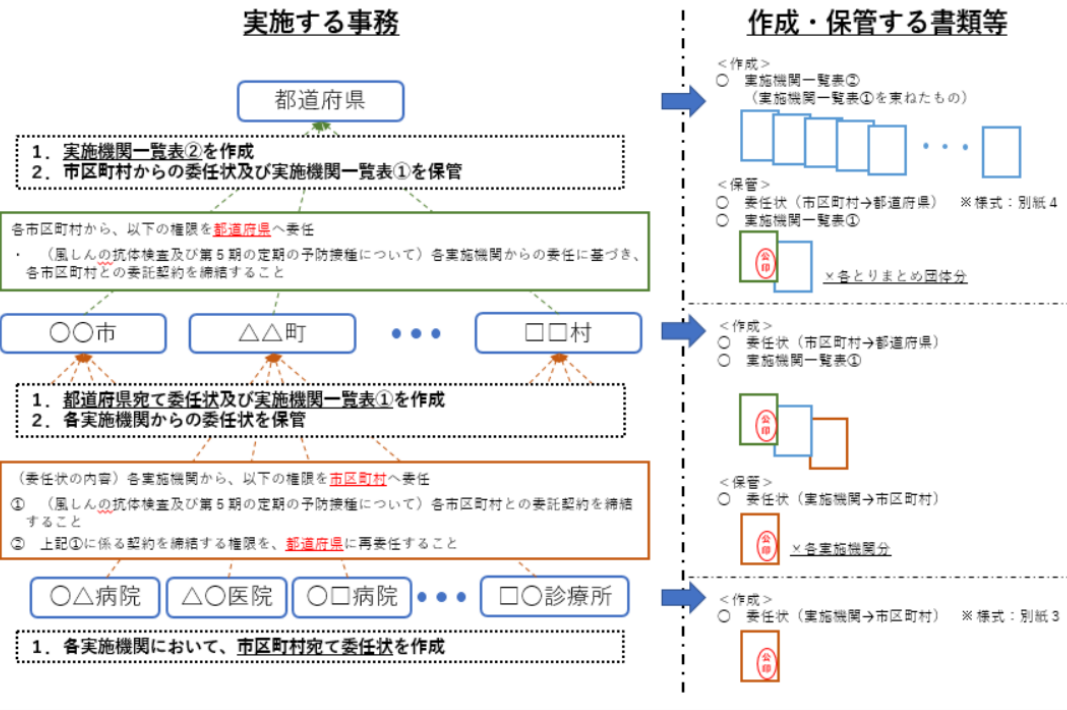 実施する事務
都道府県
1．実施機関一覧表②を作成
2．市区町村からの委任状及び実施機関一覧表①を保管
各市区町村から、以下の権限を都道府県へ委任
・　（風しんの抗体検査及び第５期の定期の予防接種について）各実施機関からの委任に基づき、
各市区町村との委託契約を締結すること
〇〇市
△△町
●●●
□□村
1．都道府県宛て委任状及び実施機関一覧表①を作成
2．各実施機関からの委任状を保管
（委任状の内容）各実施機関から、以下の権限を市区町村へ委任
①　（風しんの抗体検査及び第５期の定期の予防接種について）各市区町村との委託契約を締結
すること
②　上記①に係る契約を締結する権限を、都道府県に再委任すること
〇△病院
△〇医院
〇□病院
●●●
□〇診療所
1．各実施機関において、市区町村宛て委任状を作成
作成・保管する書類等
＜作成＞
〇　実施機関一覧表②
（実施機関一覧表①を束ねたもの）
・・・
＜保管＞
〇　委任状（市区町村→都道府県）　※様式：別紙４
〇　実施機関一覧表①
公印
×各とりまとめ団体分
＜作成＞
〇　委任状（市区町村→都道府県）
〇　実施機関一覧表①
公印
＜保管＞
〇　委任状（実施機関→市区町村）
公印
×各実施機関分
＜作成＞
〇　委任状（実施機関→市区町村）　※様式：別紙３
公印